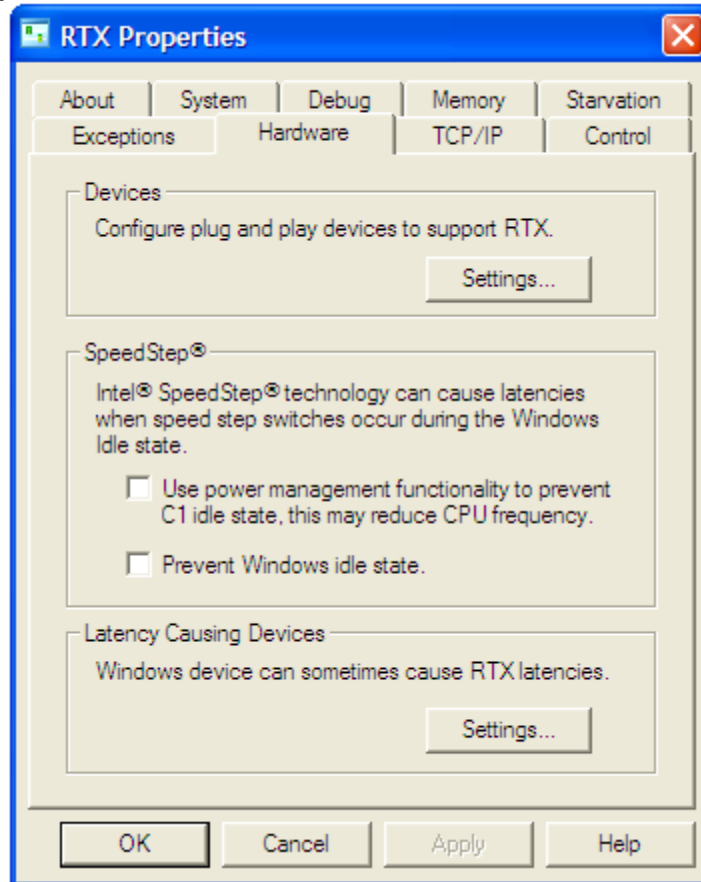 RTX Properties
About System Debug Memory Starvation
Exceptions Hardware TCP/IP Control
Devices
Configure plug and play devices to support RTX.
Settings...
SpeedStep®
Intel® SpeedStep® technology can cause latencies
when speed step switches occur during the Windows
Idle state.
Use power management functionality to prevent
C1 idle state, this may reduce CPU frequency.
Prevent Windows idle state.
Latency Causing Devices
Windows device can sometimes cause RTX latencies.
Settings...
OK Cancel Apply Help